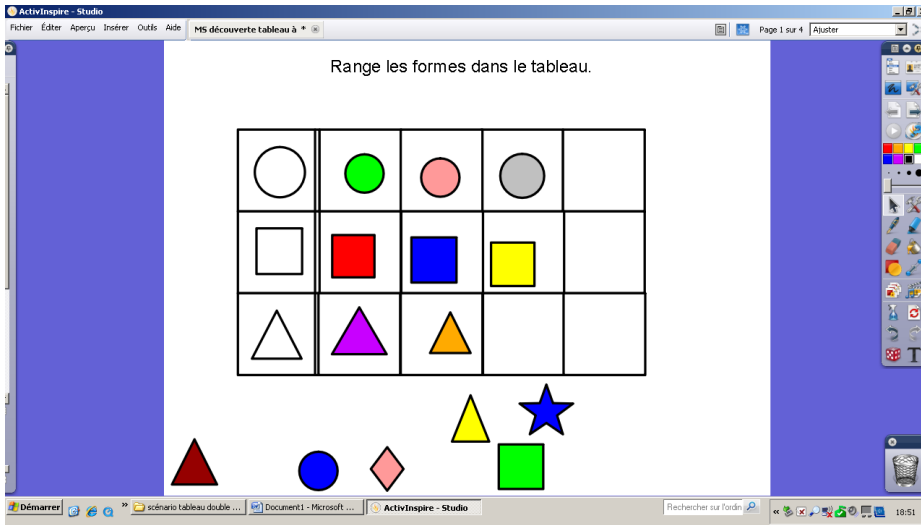 ActivInspire - Studio
Fichier Éditer Aperçu Insérer Outils Aide
MS découverte tableau à *
Page 1 sur 4
Ajuster
Range les formes dans le tableau.
Démarrer
scénario tableau double ...
Document1 - Microsoft ...
ActivInspire - Studio
Rechercher sur l'ordin
18:51